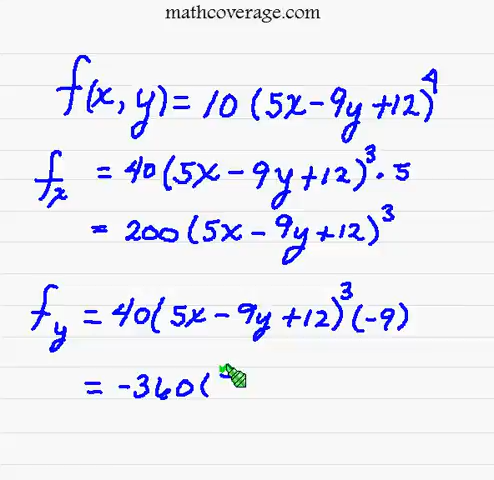 mathcoverage.com
f(x,y) = 10(5x-9y+12)^4
f_x = 40(5x-9y+12)^3 · 5
= 200(5x-9y+12)^3
f_y = 40(5x-9y+12)^3(-9)
= -360(